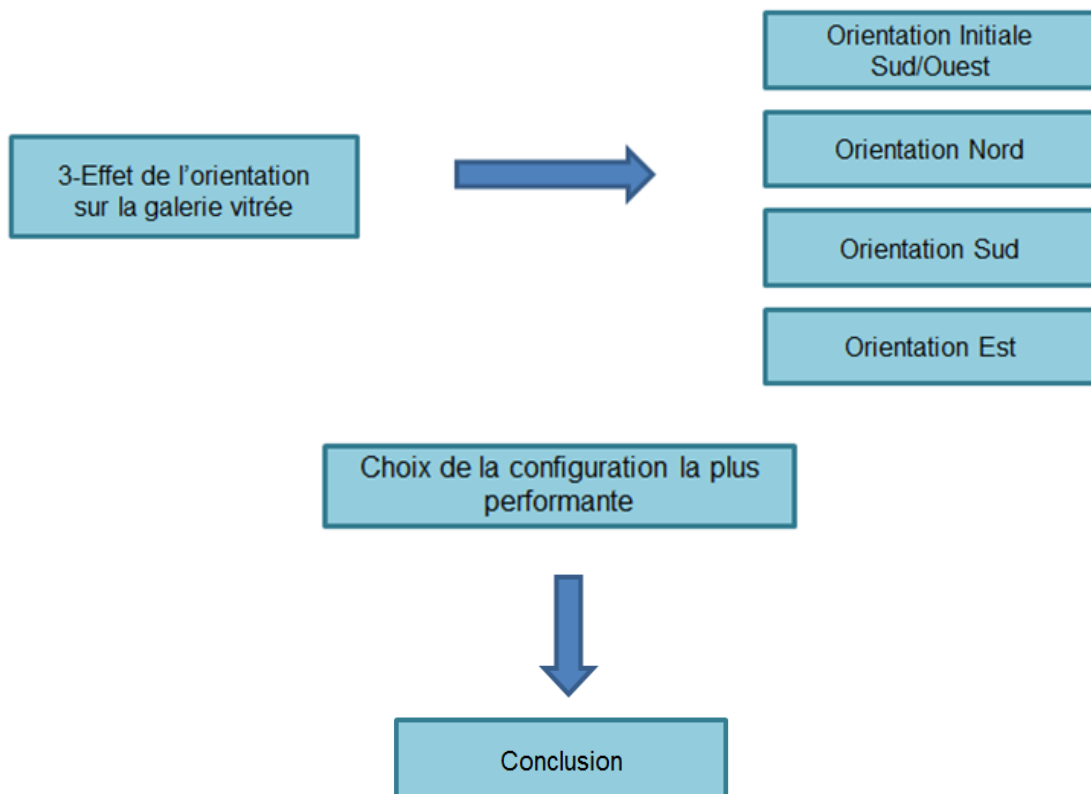 Orientation Initiale
Sud/Ouest
3-Effet de l'orientation
sur la galerie vitrée
Orientation Nord
Orientation Sud
Orientation Est
Choix de la configuration la plus
performante
Conclusion